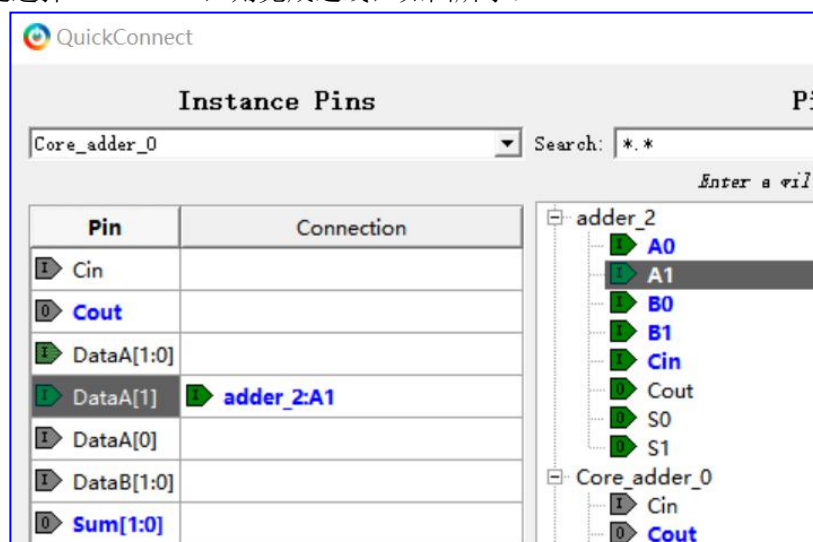 QuickConnect
Instance Pins
Core_adder_0
Search: *.*
Pin
Connection
Cin
Cout
DataA[1:0]
DataA[1]
adder_2:A1
DataA[0]
DataB[1:0]
Sum[1:0]
adder_2
A0
A1
B0
B1
Cin
Cout
S0
S1
Core_adder_0
Cin
Cout